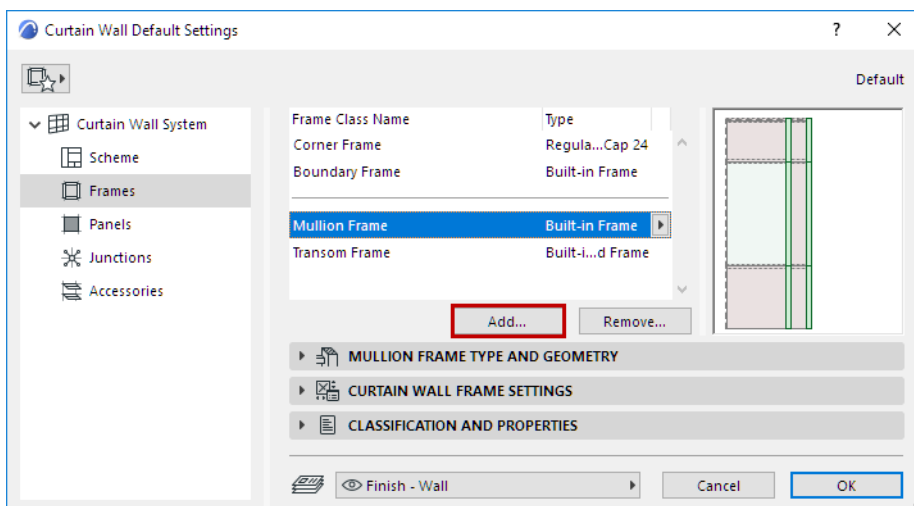 Curtain Wall Default Settings
?
Default
Curtain Wall System
Scheme
Frames
Panels
Junctions
Accessories
Frame Class Name Type
Corner Frame Regula...Cap 24
Boundary Frame Built-in Frame
Mullion Frame Built-in Frame
Transom Frame Built-i...d Frame
Add... Remove...
MULLION FRAME TYPE AND GEOMETRY
CURTAIN WALL FRAME SETTINGS
CLASSIFICATION AND PROPERTIES
Finish - Wall Cancel OK